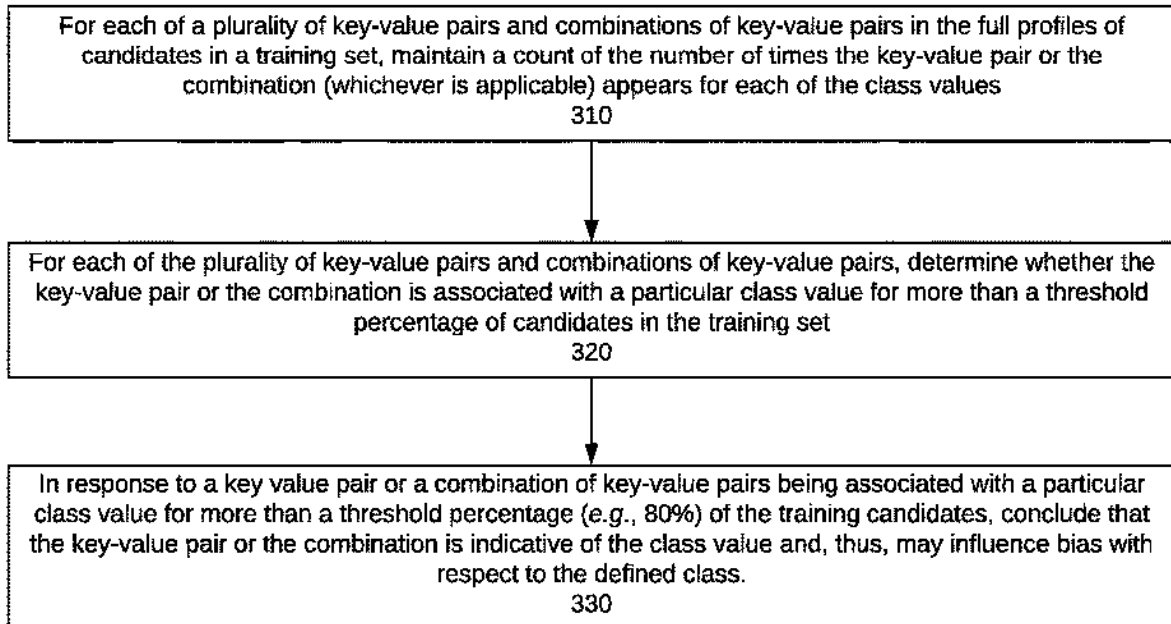 For each of a plurality of key-value pairs and combinations of key-value pairs in the full profiles of
candidates in a training set, maintain a count of the number of times the key-value pair or the
combination (whichever is applicable) appears for each of the class values
310
For each of the plurality of key-value pairs and combinations of key-value pairs, determine whether the
key-value pair or the combination is associated with a particular class value for more than a threshold
percentage of candidates in the training set
320
In response to a key value pair or a combination of key-value pairs being associated with a particular
class value for more than a threshold percentage (e.g., 80%) of the training candidates, conclude that
the key-value pair or the combination is indicative of the class value and, thus, may influence bias with
respect to the defined class.
330